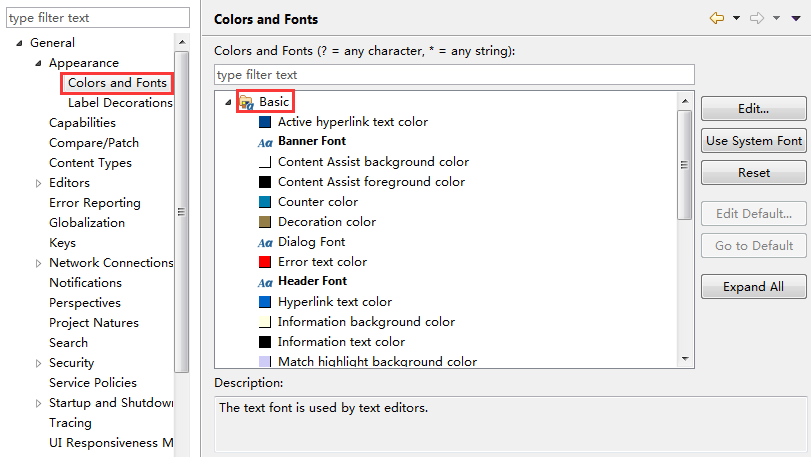 type filter text
General
Appearance
Colors and Fonts
Label Decorations
Capabilities
Compare/Patch
Content Types
Editors
Error Reporting
Globalization
Keys
Network Connections
Notifications
Perspectives
Project Natures
Search
Security
Service Policies
Startup and Shutdown
Tracing
UI Responsiveness M
Colors and Fonts
Colors and Fonts (? = any character, * = any string):
type filter text
Basic
Active hyperlink text color
Aa Banner Font
Content Assist background color
Content Assist foreground color
Counter color
Decoration color
Aa Dialog Font
Error text color
Aa Header Font
Hyperlink text color
Information background color
Information text color
Match highlight background color
Edit...
Use System Font
Reset
Edit Default...
Go to Default
Expand All
Description:
The text font is used by text editors.